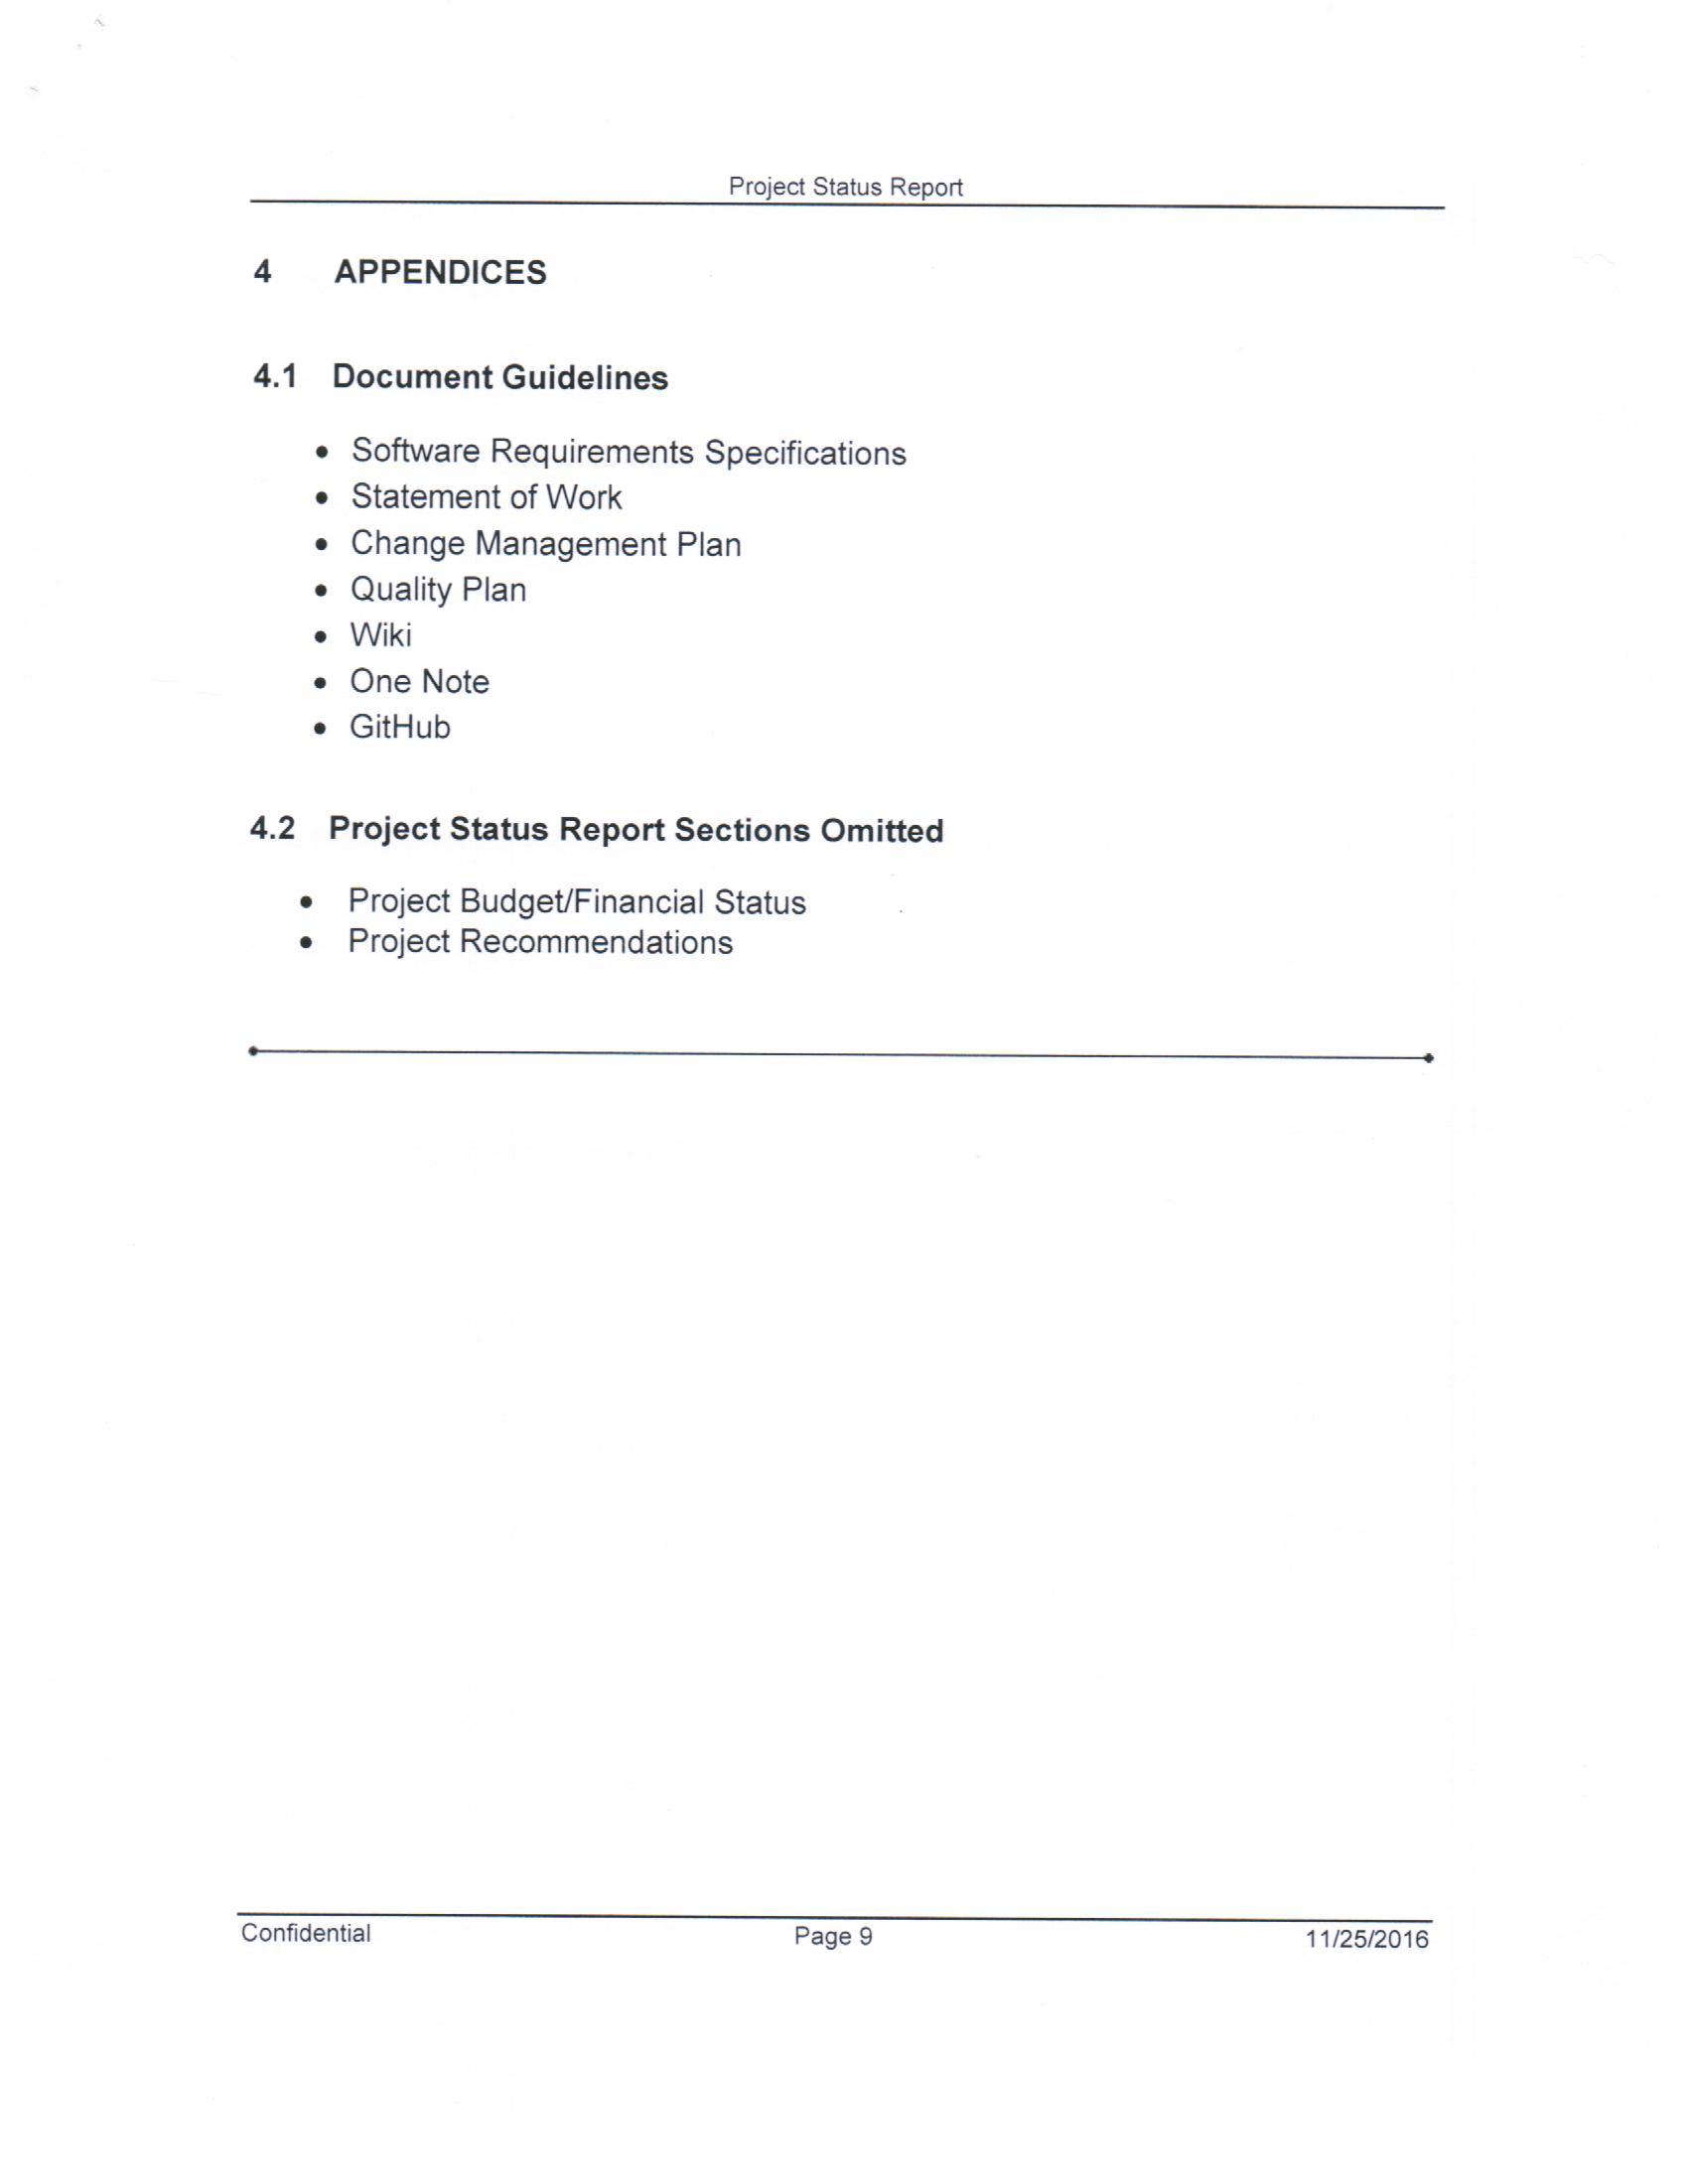 Project Status Report
4 APPENDICES
4.1 Document Guidelines
• Software Requirements Specifications
• Statement of Work
• Change Management Plan
• Quality Plan
• Wiki
• One Note
• GitHub
4.2 Project Status Report Sections Omitted
• Project Budget/Financial Status
• Project Recommendations
Confidential Page 9 11/25/2016